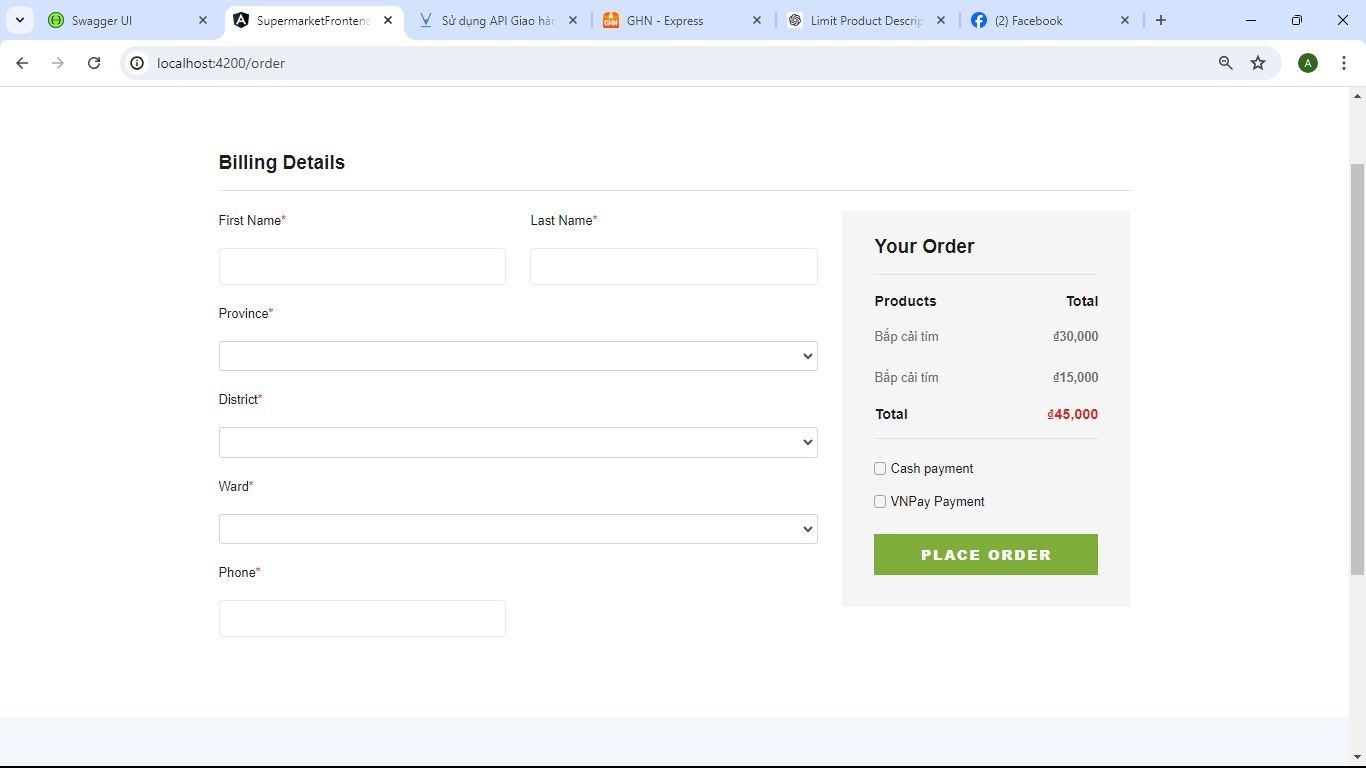 Swagger UI
SupermarketFrontend
Sử dụng API Giao hàn
GHN - Express
Limit Product Descrip
(2) Facebook
localhost:4200/order
A
Billing Details
First Name*
Last Name*
Province*
District*
Ward*
Phone*
Your Order
Products Total
Bắp cải tím ₫30,000
Bắp cải tím ₫15,000
Total ₫45,000
Cash payment
VNPay Payment
PLACE ORDER